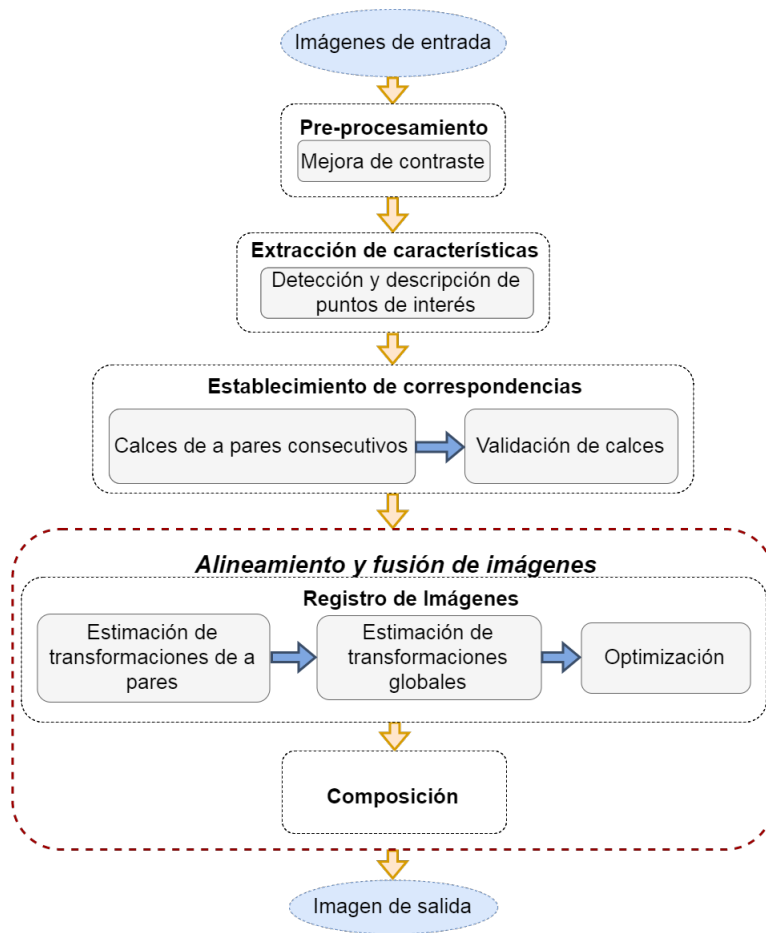 Imágenes de entrada
Pre-procesamiento
Mejora de contraste
Extracción de característícas
Detección y descripción de
puntos de interés
Establecimiento de correspondencias
Calces de a pares consecutivos
Validación de calces
Alineamiento y fusión de imágenes
Registro de Imágenes
Estimación de
transformaciones de a
pares
Estimación de
transformaciones
globales
Optimización
Composición
Imagen de salida